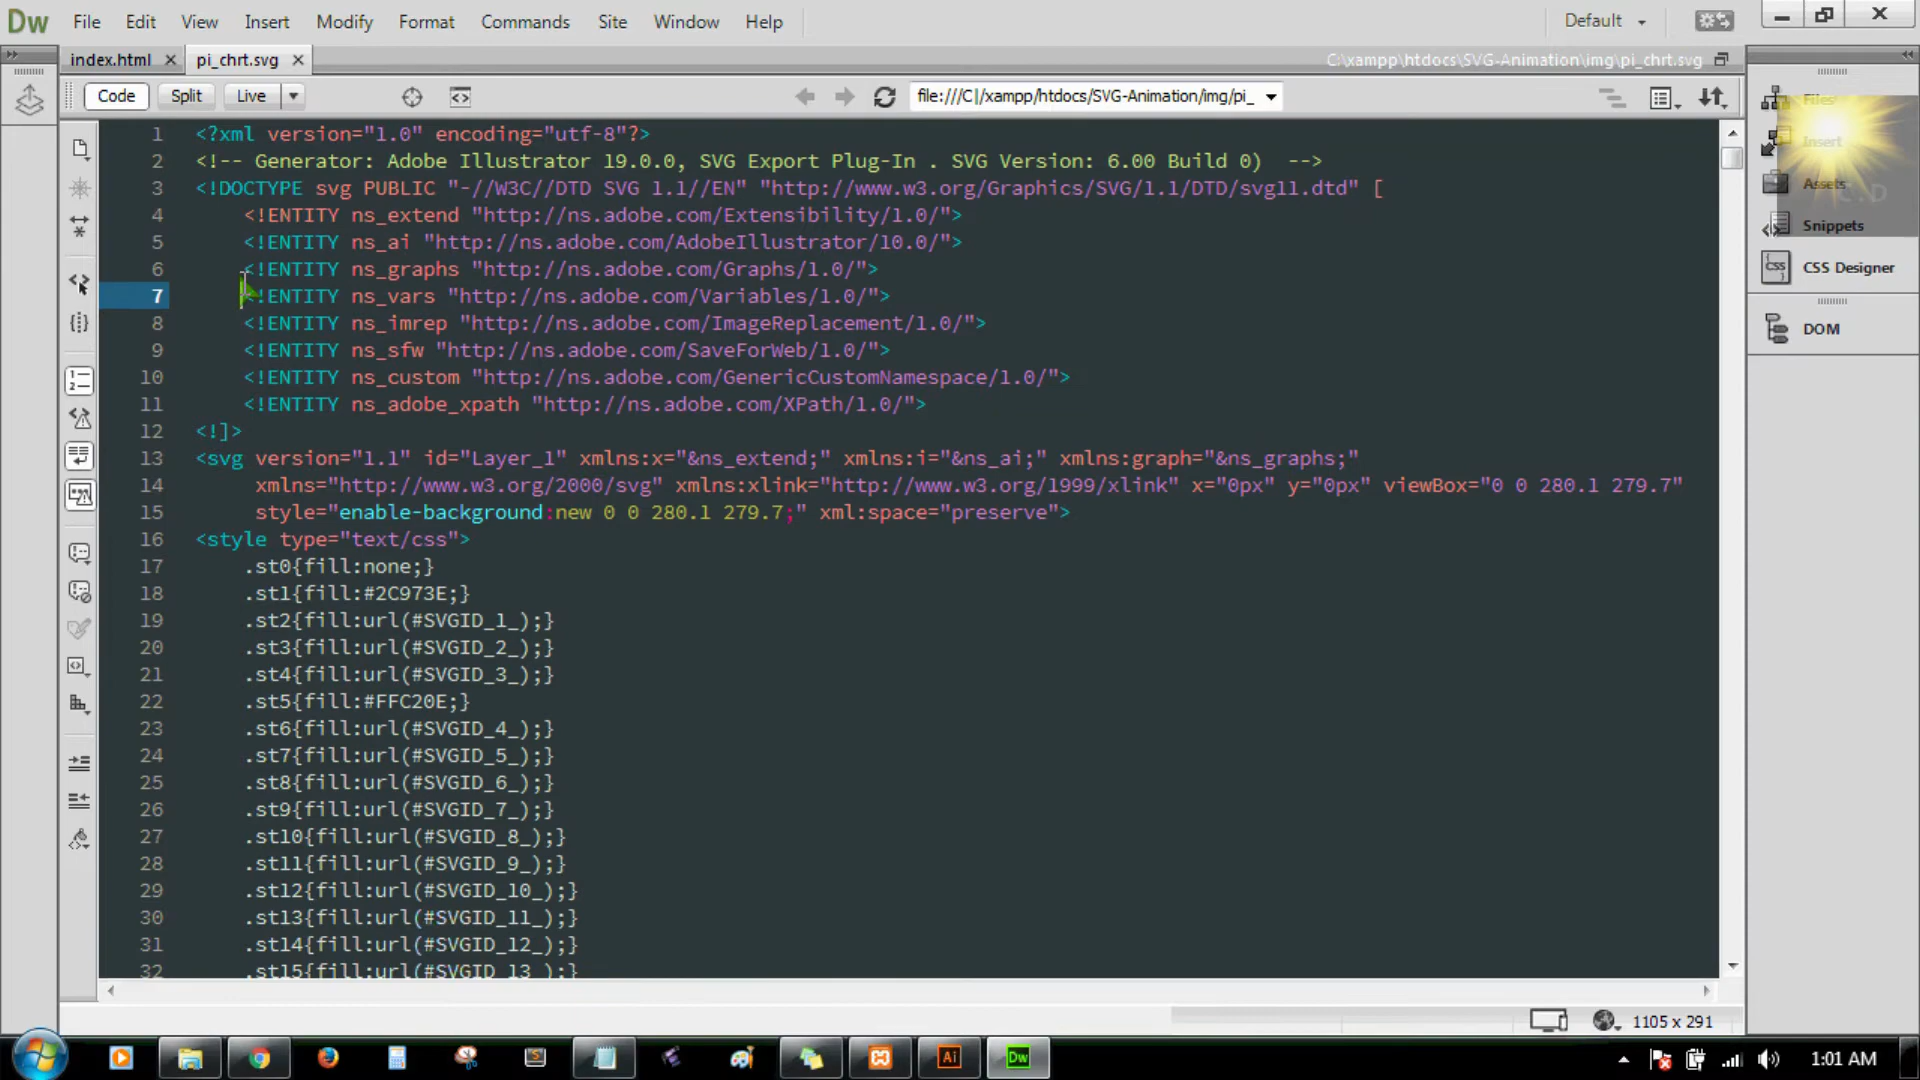 Dw File Edit View Insert Modify Format Commands Site Window Help Default
index.html pi_chrt.svg C:\xampp\htdocs\SVG-Animation\img\pi_chrt.svg
Code Split Live file:///C|/xampp/htdocs/SVG-Animation/img/pi_
1 <?xml version="1.0" encoding="utf-8"?>
2 <!-- Generator: Adobe Illustrator 19.0.0, SVG Export Plug-In . SVG Version: 6.00 Build 0)  -->
3 <!DOCTYPE svg PUBLIC "-//W3C//DTD SVG 1.1//EN" "http://www.w3.org/Graphics/SVG/1.1/DTD/svg11.dtd" [
4 <!ENTITY ns_extend "http://ns.adobe.com/Extensibility/1.0/">
5 <!ENTITY ns_ai "http://ns.adobe.com/AdobeIllustrator/10.0/">
6 <!ENTITY ns_graphs "http://ns.adobe.com/Graphs/1.0/">
7 <!ENTITY ns_vars "http://ns.adobe.com/Variables/1.0/">
8 <!ENTITY ns_imrep "http://ns.adobe.com/ImageReplacement/1.0/">
9 <!ENTITY ns_sfw "http://ns.adobe.com/SaveForWeb/1.0/">
10 <!ENTITY ns_custom "http://ns.adobe.com/GenericCustomNamespace/1.0/">
11 <!ENTITY ns_adobe_xpath "http://ns.adobe.com/XPath/1.0/">
12 <!]>
13 <svg version="1.1" id="Layer_1" xmlns:x="&ns_extend;" xmlns:i="&ns_ai;" xmlns:graph="&ns_graphs;"
14 xmlns="http://www.w3.org/2000/svg" xmlns:xlink="http://www.w3.org/1999/xlink" x="0px" y="0px" viewBox="0 0 280.1 279.7"
15 style="enable-background:new 0 0 280.1 279.7;" xml:space="preserve">
16 <style type="text/css">
17 .st0{fill:none;}
18 .st1{fill:#2C973E;}
19 .st2{fill:url(#SVGID_1_);}
20 .st3{fill:url(#SVGID_2_);}
21 .st4{fill:url(#SVGID_3_);}
22 .st5{fill:#FFC20E;}
23 .st6{fill:url(#SVGID_4_);}
24 .st7{fill:url(#SVGID_5_);}
25 .st8{fill:url(#SVGID_6_);}
26 .st9{fill:url(#SVGID_7_);}
27 .st10{fill:url(#SVGID_8_);}
28 .st11{fill:url(#SVGID_9_);}
29 .st12{fill:url(#SVGID_10_);}
30 .st13{fill:url(#SVGID_11_);}
31 .st14{fill:url(#SVGID_12_);}
32 .st15{fill:url(#SVGID_13_);}
Files
Insert
Assets
Snippets
CSS Designer
DOM
1105 x 291
Ai Dw 1:01 AM